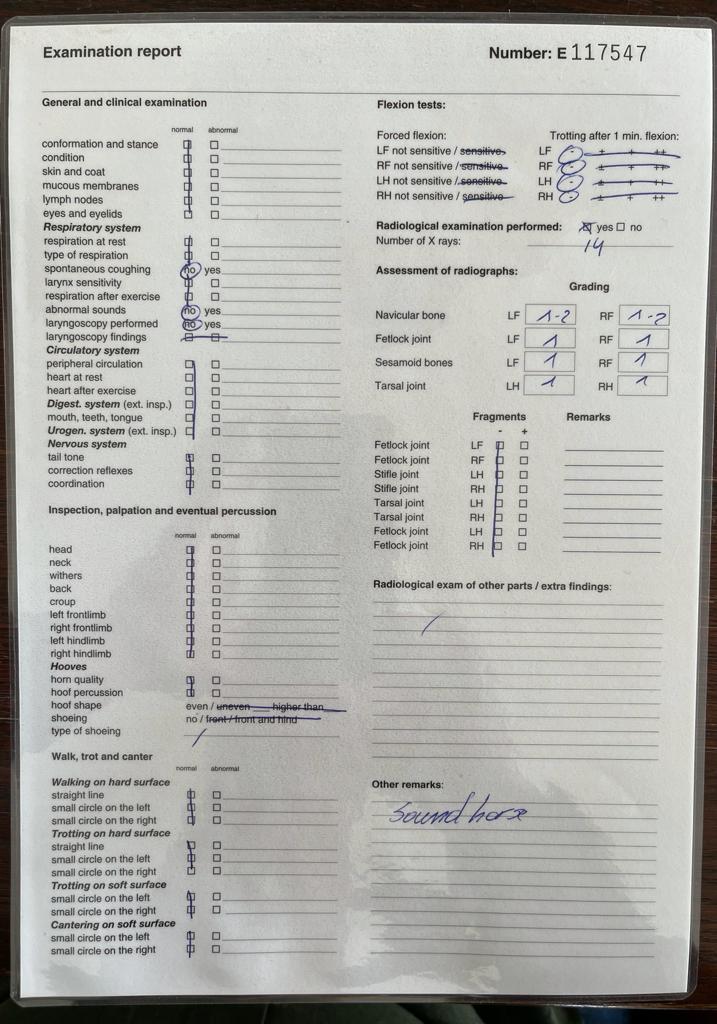 Examination report
Number: E 117547
General and clinical examination
normal abnormal
conformation and stance
condition
skin and coat
mucous membranes
lymph nodes
eyes and eyelids
Respiratory system
respiration at rest
type of respiration
spontaneous coughing no yes
larynx sensitivity
respiration after exercise
abnormal sounds no yes
laryngoscopy performed no yes
laryngoscopy findings
Circulatory system
peripheral circulation
heart at rest
heart after exercise
Digest. system (ext. insp.)
mouth, teeth, tongue
Urogen. system (ext. insp.)
Nervous system
tail tone
correction reflexes
coordination
Inspection, palpation and eventual percussion
normal abnormal
head
neck
withers
back
croup
left frontlimb
right frontlimb
left hindlimb
right hindlimb
Hooves
horn quality
hoof percussion
hoof shape even / uneven ___ higher than
shoeing no / front / front and hind
type of shoeing /
Walk, trot and canter
normal abnormal
Walking on hard surface
straight line
small circle on the left
small circle on the right
Trotting on hard surface
straight line
small circle on the left
small circle on the right
Trotting on soft surface
small circle on the left
small circle on the right
Cantering on soft surface
small circle on the left
small circle on the right
Flexion tests:
Forced flexion: Trotting after 1 min. flexion:
LF not sensitive / sensitive LF - ± + ++
RF not sensitive / sensitive RF - ± + ++
LH not sensitive / sensitive LH - ± + ++
RH not sensitive / sensitive RH - ± + ++
Radiological examination performed: yes no
Number of X rays: 14
Assessment of radiographs:
Grading
Navicular bone LF 1-2 RF 1-2
Fetlock joint LF 1 RF 1
Sesamoid bones LF 1 RF 1
Tarsal joint LH 1 RH 1
Fragments Remarks
- +
Fetlock joint LF
Fetlock joint RF
Stifle joint LH
Stifle joint RH
Tarsal joint LH
Tarsal joint RH
Fetlock joint LH
Fetlock joint RH
Radiological exam of other parts / extra findings:
/
Other remarks:
Sound horse